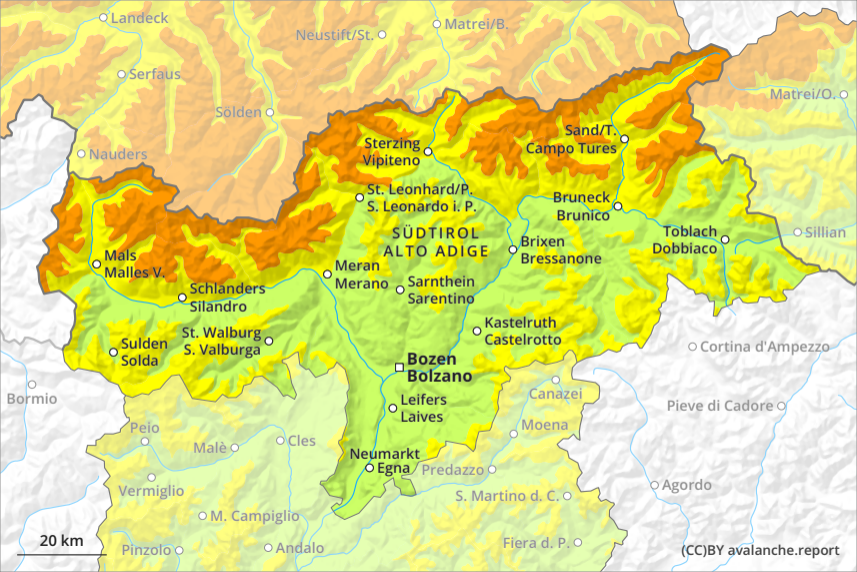 Landeck
Matrei/B.
Neustift/St.
Serfaus
Matrei/O.
Sölden
Sand/T.
Campo Tures
Sterzing
Vipiteno
Nauders
St. Leonhard/P.
S. Leonardo i. P.
Bruneck
Brunico
SÜDTIROL
ALTO ADIGE
Toblach
Dobbiaco
Sillian
Brixen
Bressanone
Mals
Malles V.
Meran
Merano
Schlanders
Silandro
Sarnthein
Sarentino
Kastelruth
Castelrotto
St. Walburg
S. Valburga
Sulden
Solda
Cortina d'Ampezzo
Bozen
Bolzano
Bormio
Canazei
Leifers
Laives
Pieve di Cadore
Peio
Moena
Cles
Malè
Neumarkt
Egna
Predazzo
Vermiglio
Agordo
S. Martino d. C.
M. Campiglio
20 km
Pinzolo
Andalo
Fiera d. P.
(CC)BY avalanche.report